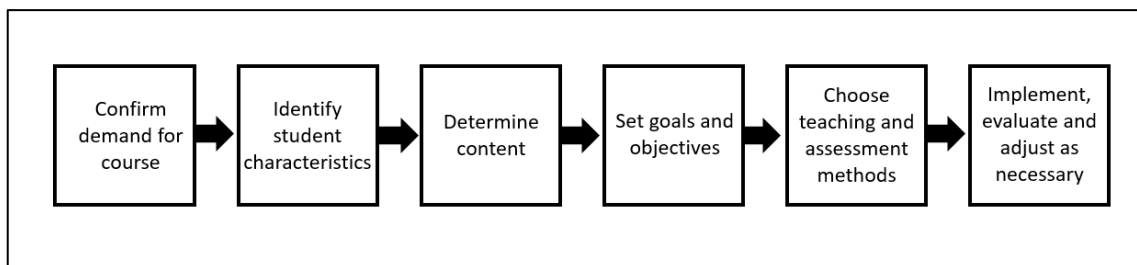 Confirm
demand for
course
Identify
student
characteristics
Determine
content
Set goals and
objectives
Choose
teaching and
assessment
methods
Implement,
evaluate and
adjust as
necessary